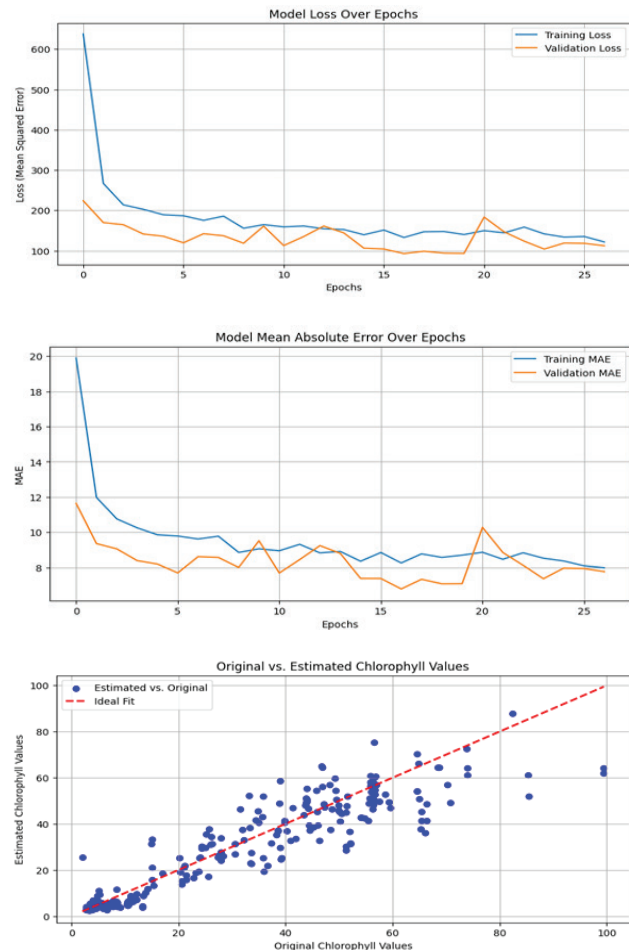 Model Loss Over Epochs
Training Loss
Validation Loss
600
500
400
300
200
100
Loss (Mean Squared Error)
0 5 10 15 20 25
Epochs
Model Mean Absolute Error Over Epochs
Training MAE
Validation MAE
20
18
16
14
12
10
8
MAE
0 5 10 15 20 25
Epochs
Original vs. Estimated Chlorophyll Values
Estimated vs. Original
Ideal Fit
100
80
60
40
20
0
Estimated Chlorophyll Values
0 20 40 60 80 100
Original Chlorophyll Values